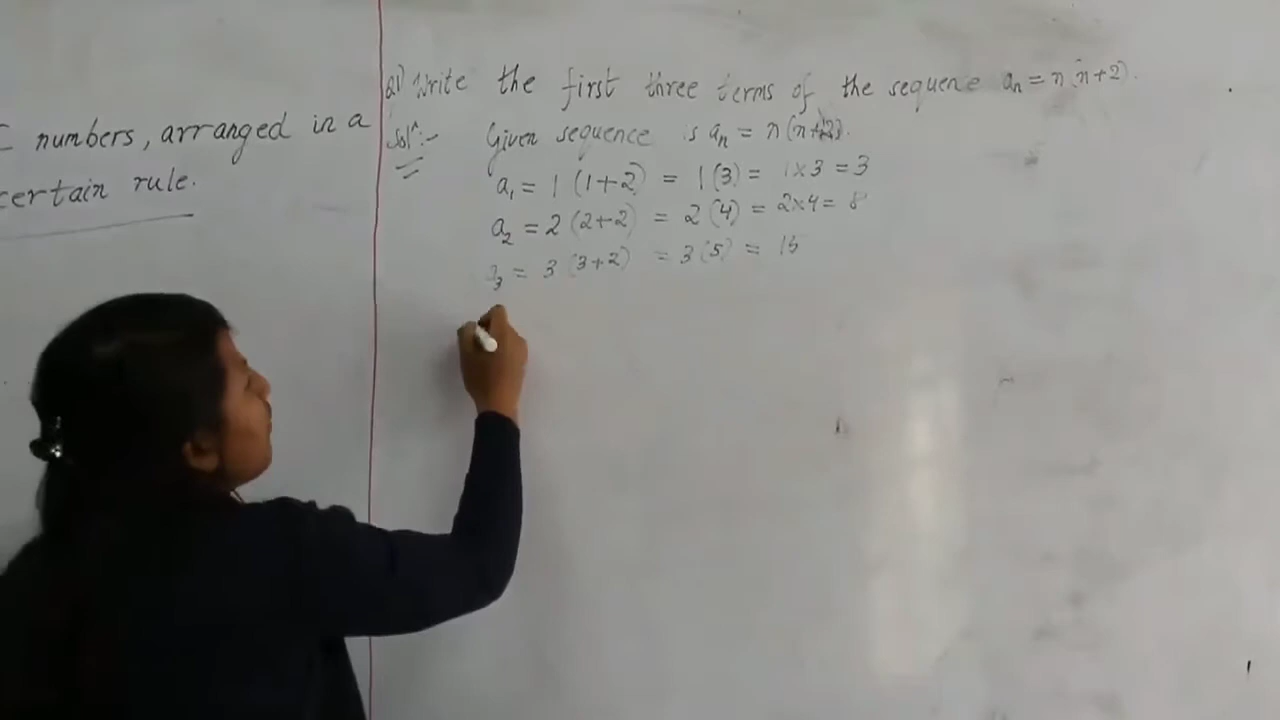 numbers, arranged in a
certain rule.
Q1) Write the first three terms of the sequence aₙ = n(n+2).
Solⁿ:- Given sequence is aₙ = n(n+2).
a₁ = 1 (1+2) = 1(3) = 1×3 = 3
a₂ = 2 (2+2) = 2(4) = 2×4 = 8
a₃ = 3 (3+2) = 3(5) = 15